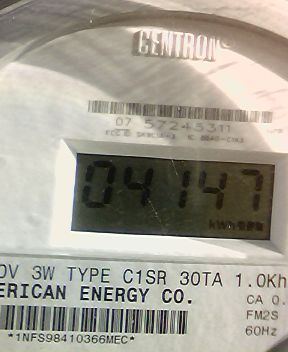 CENTRON
07 57245311
04147
kWh
0V 3W TYPE C1SR 30TA 1.0Kh
ERICAN ENERGY CO.
CA 0.
FM2S
60Hz
*1NFS98410366MEC*